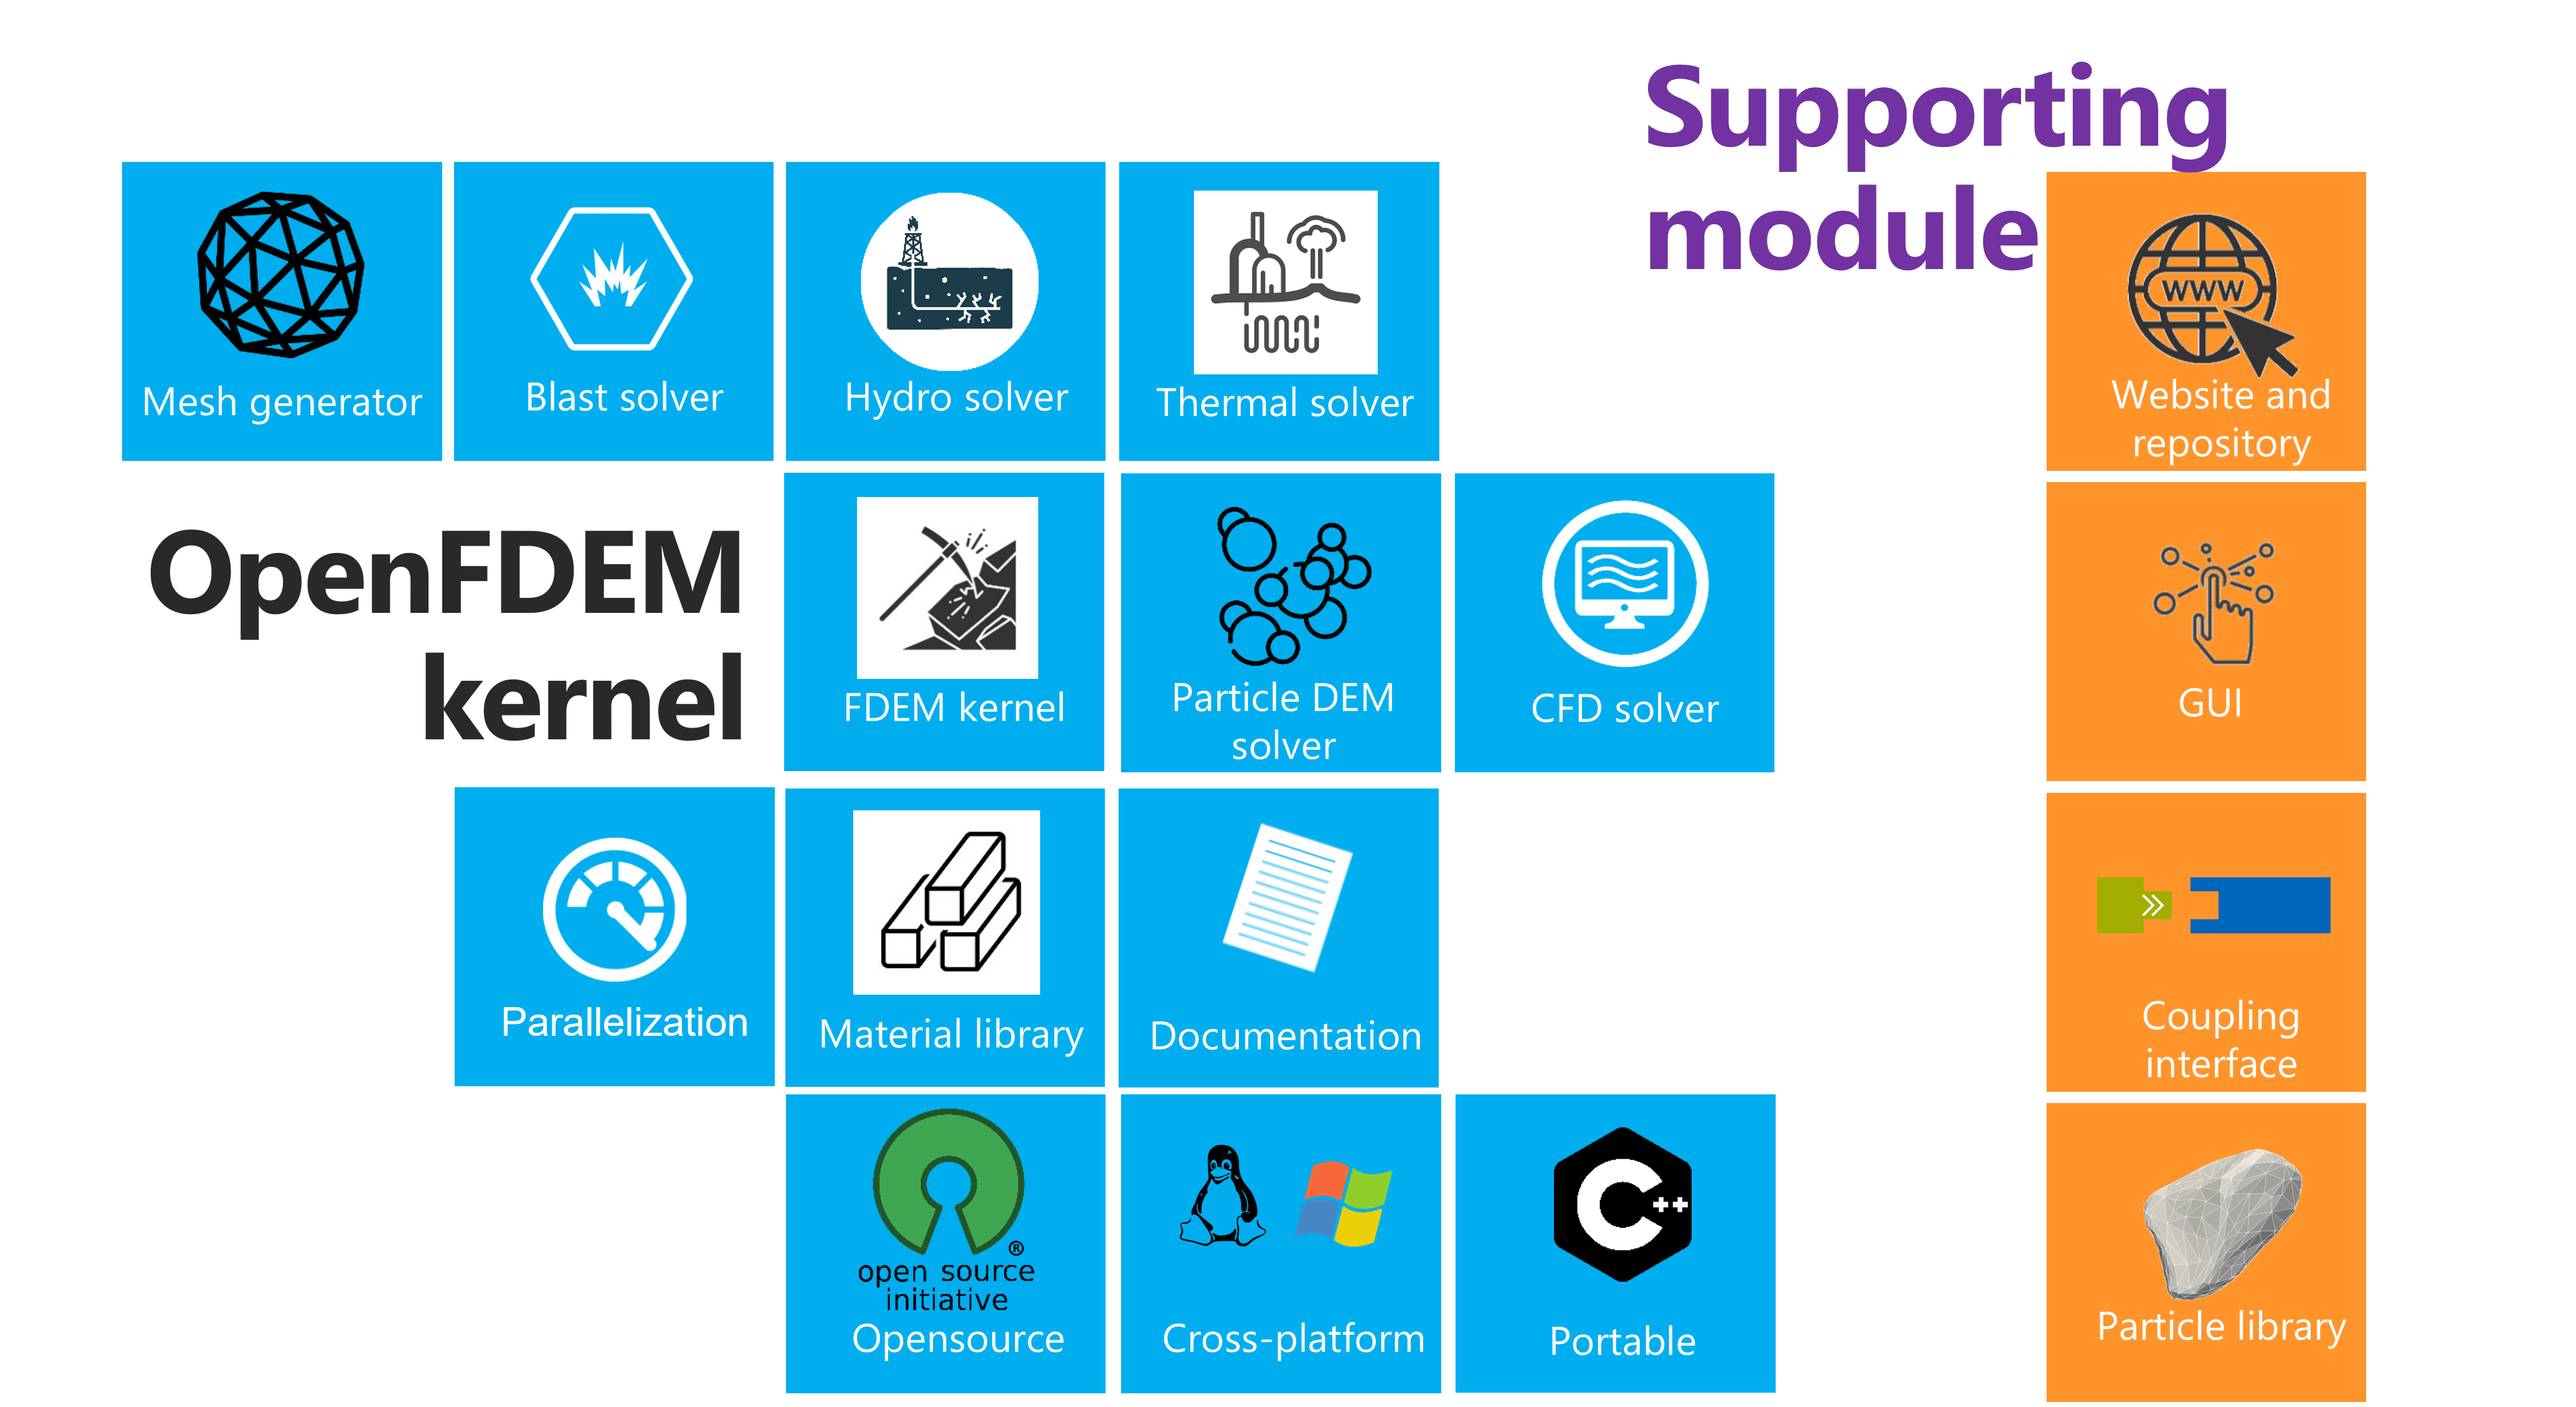 Supporting
module
Mesh generator
Blast solver
Hydro solver
Thermal solver
WWW
Website and
repository
OpenFDEM
kernel
FDEM kernel
Particle DEM
solver
CFD solver
GUI
Parallelization
Material library
Documentation
Coupling
interface
open source
initiative
®
Opensource
Cross-platform
C++
Portable
Particle library